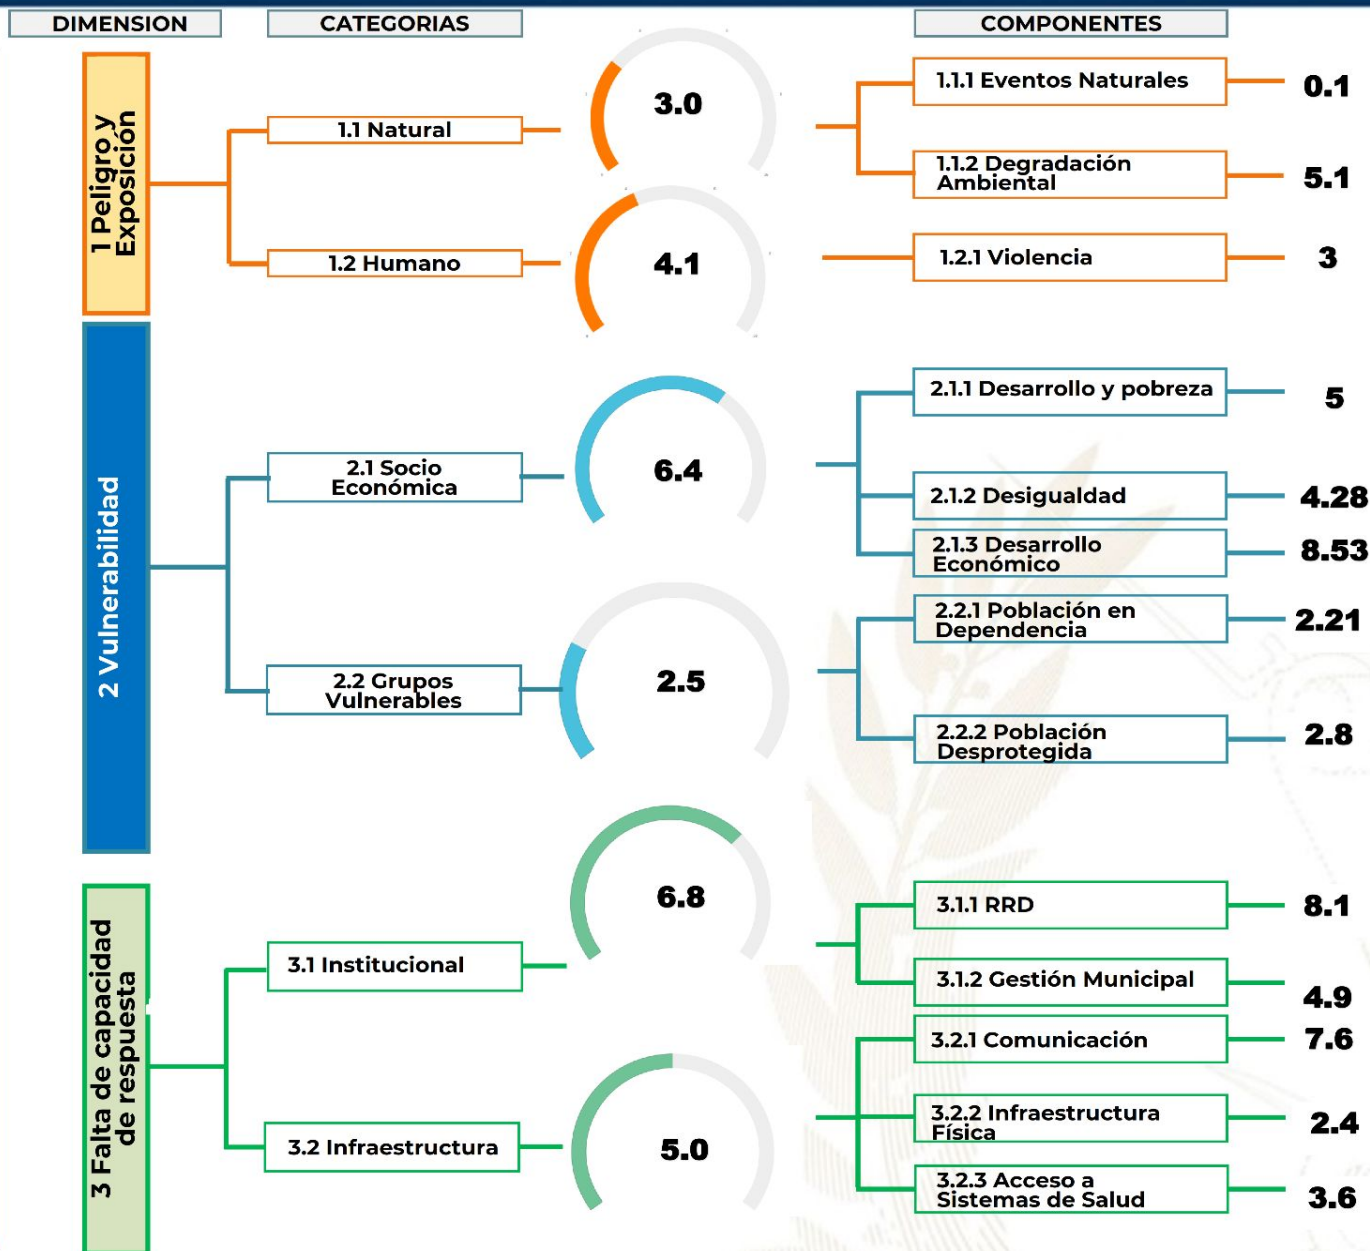 DIMENSION
CATEGORIAS
COMPONENTES
1 Peligro y
Exposición
1.1 Natural
3.0
1.1.1 Eventos Naturales
0.1
1.1.2 Degradación
Ambiental
5.1
1.2 Humano
4.1
1.2.1 Violencia
3
2 Vulnerabilidad
2.1 Socio
Económica
6.4
2.1.1 Desarrollo y pobreza
5
2.1.2 Desigualdad
4.28
2.1.3 Desarrollo
Económico
8.53
2.2 Grupos
Vulnerables
2.5
2.2.1 Población en
Dependencia
2.21
2.2.2 Población
Desprotegida
2.8
3 Falta de capacidad
de respuesta
3.1 Institucional
6.8
3.1.1 RRD
8.1
3.1.2 Gestión Municipal
4.9
3.2 Infraestructura
5.0
3.2.1 Comunicación
7.6
3.2.2 Infraestructura
Física
2.4
3.2.3 Acceso a
Sistemas de Salud
3.6